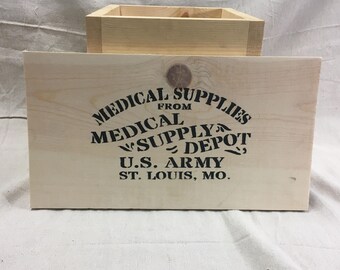 MEDICAL SUPPLIES
FROM
MEDICAL
SUPPLY
DEPOT,
U.S. ARMY
ST. LOUIS, MO.